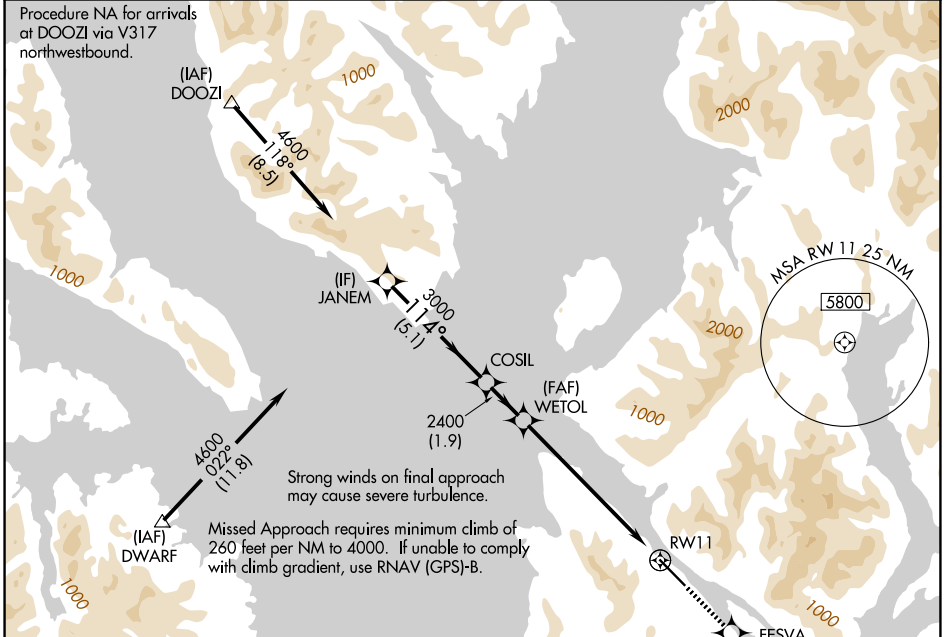 Procedure NA for arrivals
at DOOZI via V317
northwestbound.
(IAF)
DOOZI
1000
2000
4600
118°
(8.5)
1000
(IF)
JANEM
3000
114°
(5.1)
MSA RW 11 25 NM
5800
2000
COSIL
(FAF)
WETOL
1000
2400
(1.9)
4600
022°
(11.8)
Strong winds on final approach
may cause severe turbulence.
(IAF)
DWARF
Missed Approach requires minimum climb of
260 feet per NM to 4000. If unable to comply
with climb gradient, use RNAV (GPS)-B.
RW11
1000
1000